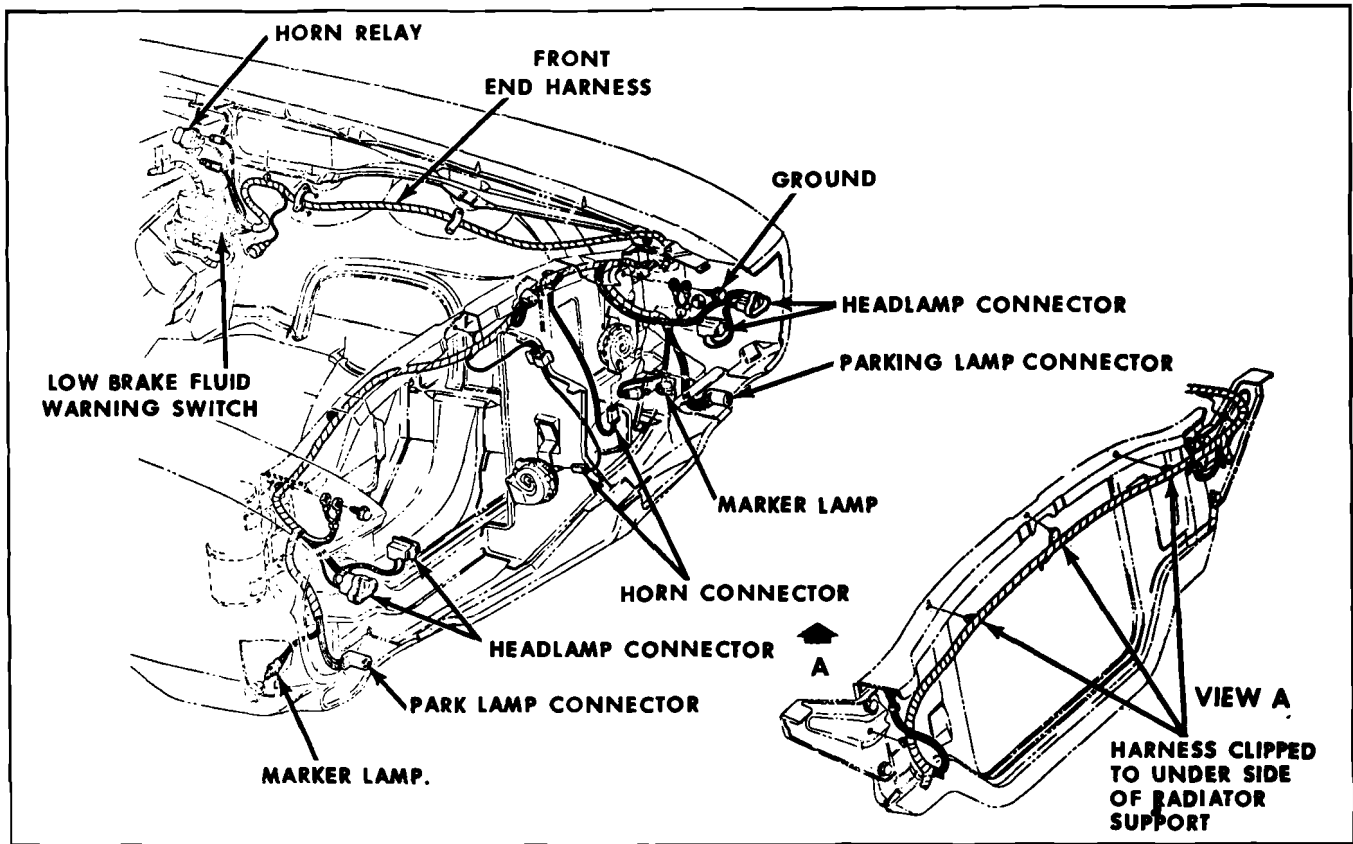 HORN RELAY
FRONT
END HARNESS
GROUND
HEADLAMP CONNECTOR
PARKING LAMP CONNECTOR
LOW BRAKE FLUID
WARNING SWITCH
MARKER LAMP
HORN CONNECTOR
HEADLAMP CONNECTOR
A
PARK LAMP CONNECTOR
MARKER LAMP.
VIEW A
HARNESS CLIPPED
TO UNDER SIDE
OF RADIATOR
SUPPORT